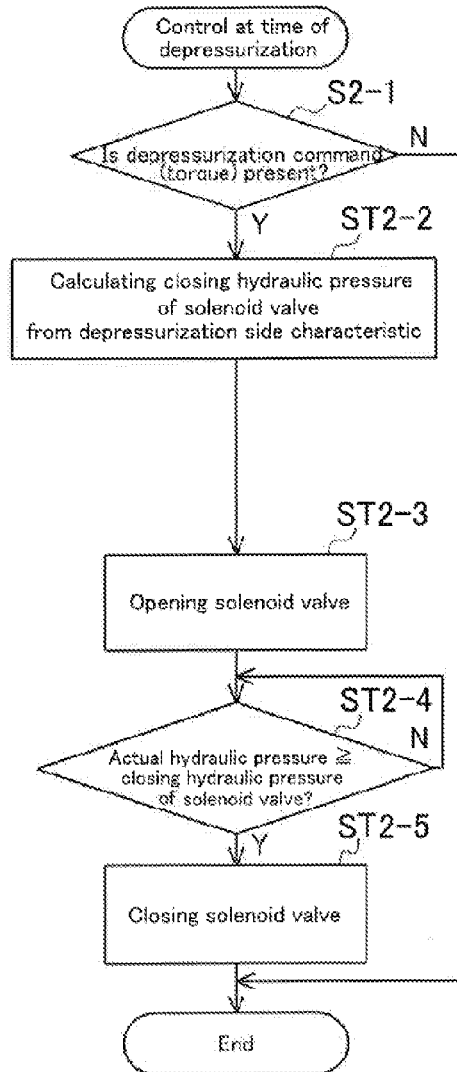 Control at time of
depressurization
S2-1
N
Is depressurization command
(torque) present?
Y
ST2-2
Calculating closing hydraulic pressure
of solenoid valve
from depressurization side characteristic
ST2-3
Opening solenoid valve
ST2-4
N
Actual hydraulic pressure ≧
closing hydraulic pressure
of solenoid valve?
Y
ST2-5
Closing solenoid valve
End